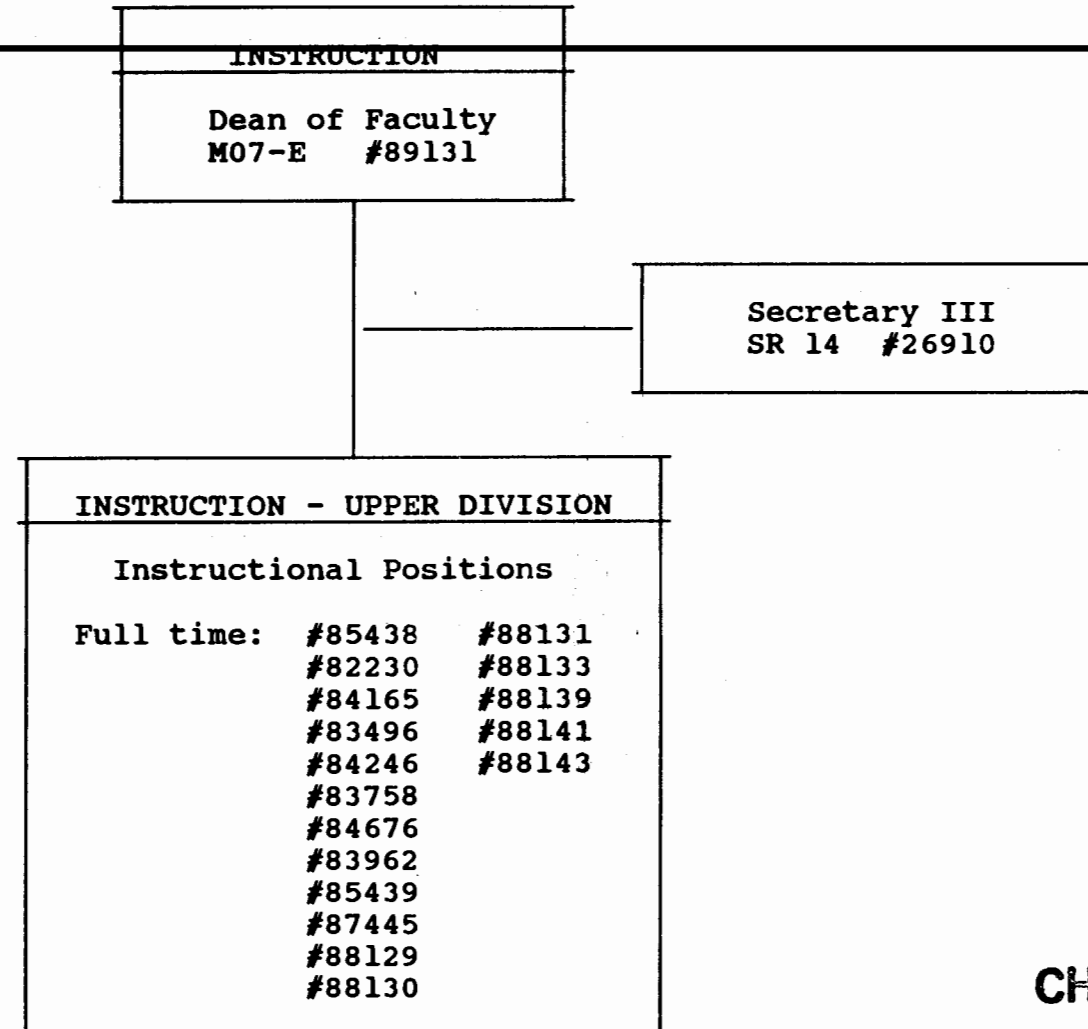 INSTRUCTION
Dean of Faculty
M07-E #89131
Secretary III
SR 14 #26910
INSTRUCTION - UPPER DIVISION
Instructional Positions
Full time: #85438 #88131
#82230 #88133
#84165 #88139
#83496 #88141
#84246 #88143
#83758
#84676
#83962
#85439
#87445
#88129
#88130
CH